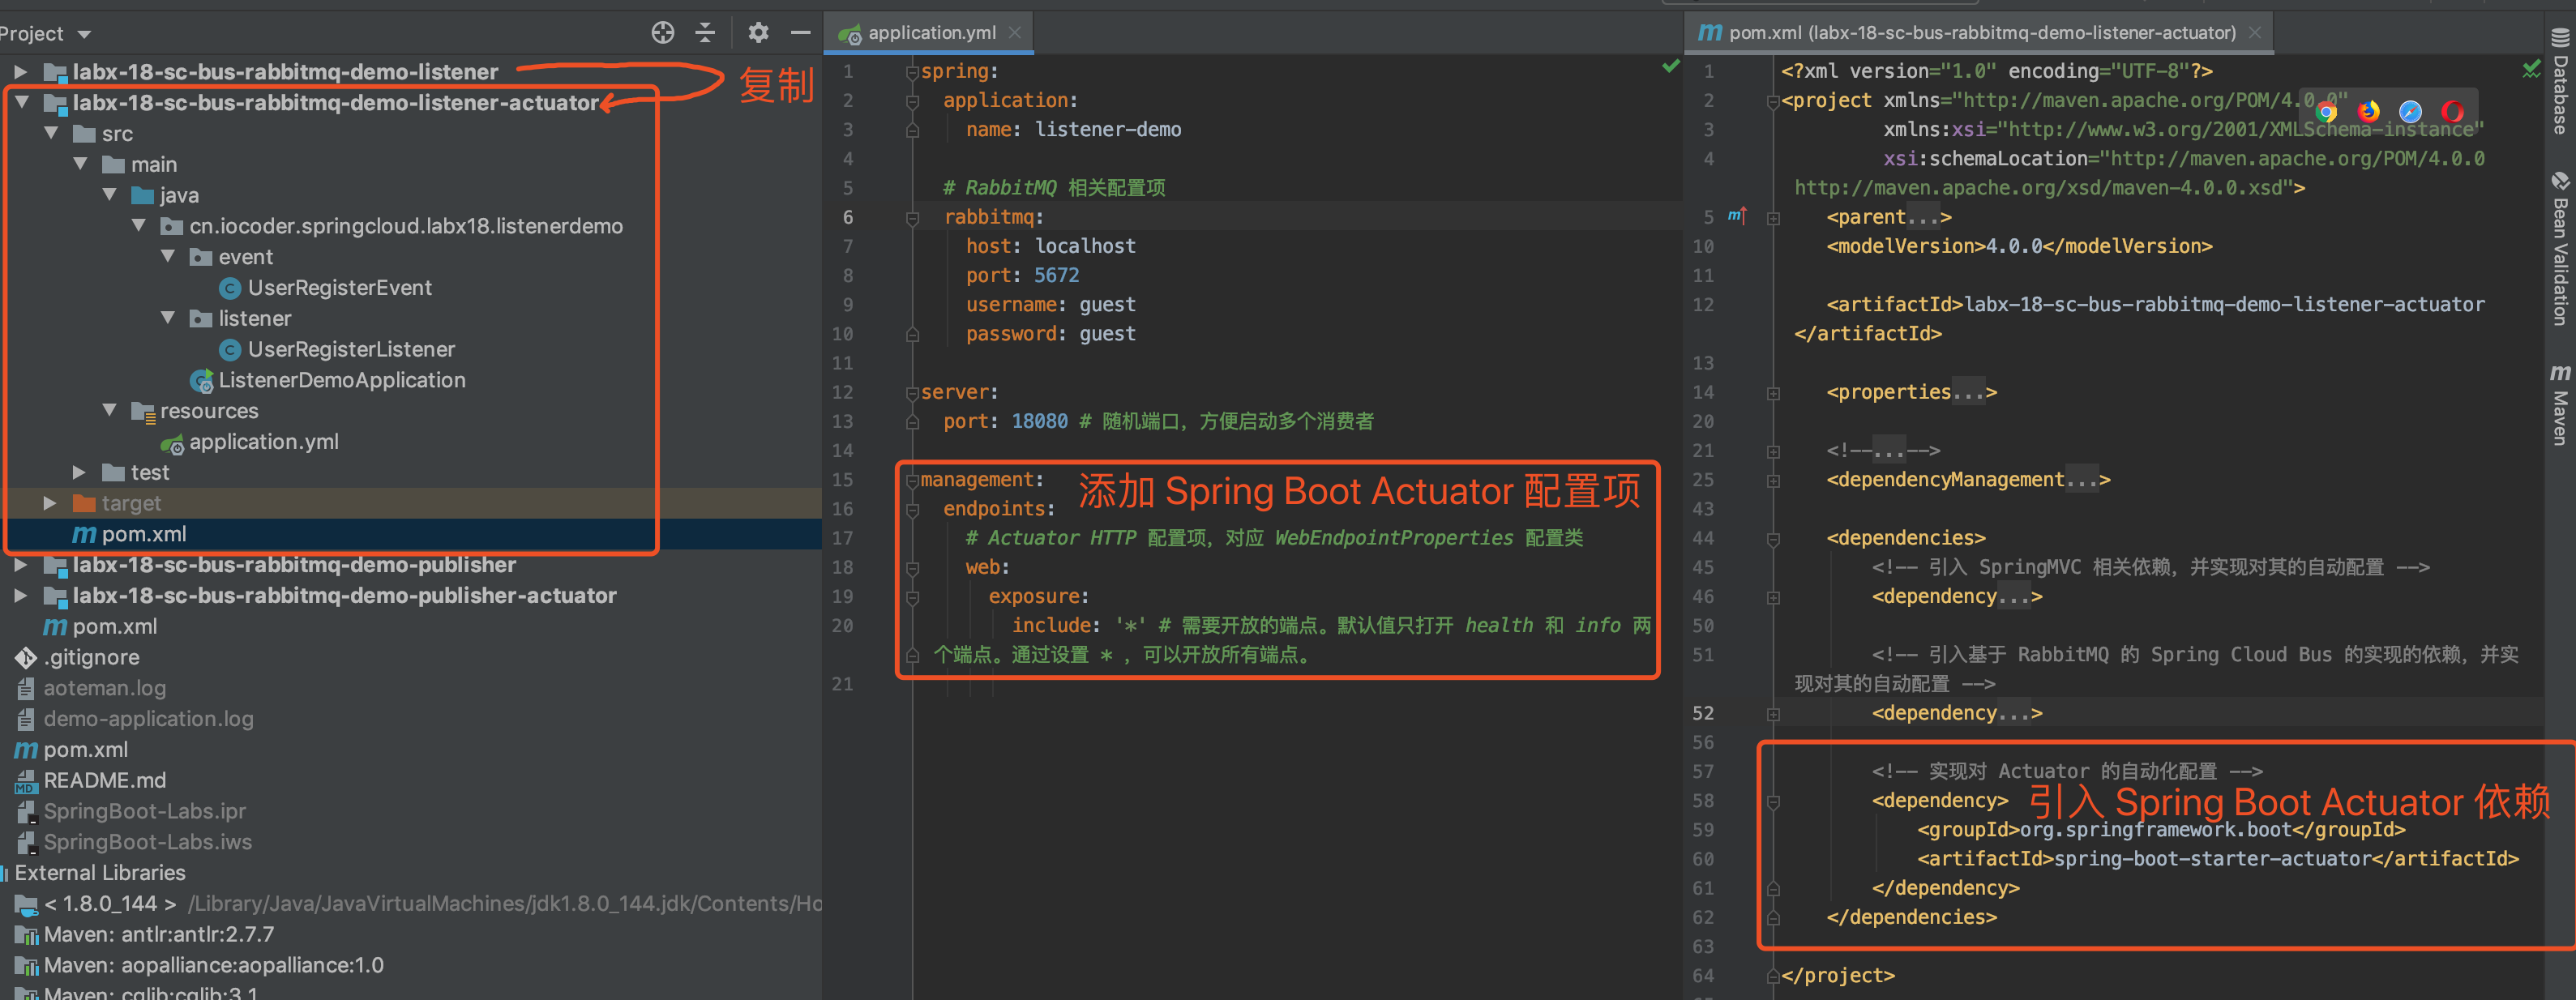 Project
labx-18-sc-bus-rabbitmq-demo-listener
复制
labx-18-sc-bus-rabbitmq-demo-listener-actuator
src
main
java
cn.iocoder.springcloud.labx18.listenerdemo
event
UserRegisterEvent
listener
UserRegisterListener
ListenerDemoApplication
resources
application.yml
test
target
pom.xml
labx-18-sc-bus-rabbitmq-demo-publisher
labx-18-sc-bus-rabbitmq-demo-publisher-actuator
pom.xml
.gitignore
aoteman.log
demo-application.log
pom.xml
README.md
SpringBoot-Labs.ipr
SpringBoot-Labs.iws
External Libraries
< 1.8.0_144 > /Library/Java/JavaVirtualMachines/jdk1.8.0_144.jdk/Contents/Ho
Maven: antlr:antlr:2.7.7
Maven: aopalliance:aopalliance:1.0
Maven: cglib:cglib:3.1
application.yml
1 spring:
2 application:
3 name: listener-demo
4
5 # RabbitMQ 相关配置项
6 rabbitmq:
7 host: localhost
8 port: 5672
9 username: guest
10 password: guest
11
12 server:
13 port: 18080 # 随机端口，方便启动多个消费者
14
15 management:
添加 Spring Boot Actuator 配置项
16 endpoints:
17 # Actuator HTTP 配置项，对应 WebEndpointProperties 配置类
18 web:
19 exposure:
20 include: '*' # 需要开放的端点。默认值只打开 health 和 info 两
个端点。通过设置 * ，可以开放所有端点。
21
pom.xml (labx-18-sc-bus-rabbitmq-demo-listener-actuator)
1 <?xml version="1.0" encoding="UTF-8"?>
2 <project xmlns="http://maven.apache.org/POM/4.0.0"
3 xmlns:xsi="http://www.w3.org/2001/XMLSchema-instance"
4 xsi:schemaLocation="http://maven.apache.org/POM/4.0.0
http://maven.apache.org/xsd/maven-4.0.0.xsd">
5 <parent...>
10 <modelVersion>4.0.0</modelVersion>
11
12 <artifactId>labx-18-sc-bus-rabbitmq-demo-listener-actuator
</artifactId>
13
14 <properties...>
20
21 <!--...-->
25 <dependencyManagement...>
43
44 <dependencies>
45 <!-- 引入 SpringMVC 相关依赖，并实现对其的自动配置 -->
46 <dependency...>
50
51 <!-- 引入基于 RabbitMQ 的 Spring Cloud Bus 的实现的依赖，并实
现对其的自动配置 -->
52 <dependency...>
56
57 <!-- 实现对 Actuator 的自动化配置 -->
58 <dependency>
引入 Spring Boot Actuator 依赖
59 <groupId>org.springframework.boot</groupId>
60 <artifactId>spring-boot-starter-actuator</artifactId>
61 </dependency>
62 </dependencies>
63
64 </project>
Database
Bean Validation
Maven